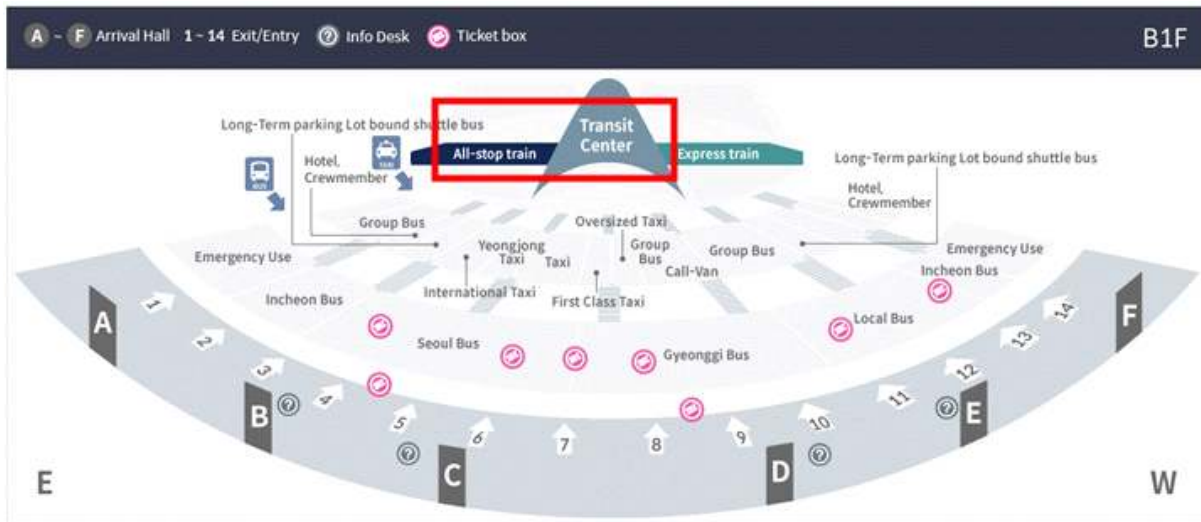 A ~ F Arrival Hall 1 ~ 14 Exit/Entry ? Info Desk Ticket box
B1F
Long-Term parking Lot bound shuttle bus
Transit
Center
All-stop train
Express train
TAXI
BUS
Hotel,
Crewmember
Long-Term parking Lot bound shuttle bus
Hotel,
Crewmember
Group Bus
Oversized Taxi
Emergency Use
Yeongjong
Taxi
Taxi
Group
Bus
Group Bus
Call-Van
Emergency Use
Incheon Bus
International Taxi
First Class Taxi
Incheon Bus
Seoul Bus
Gyeonggi Bus
Local Bus
A
1
2
3
B
?
4
5
?
C
6
7
8
9
D
10
?
11
?
E
12
13
14
F
E
W